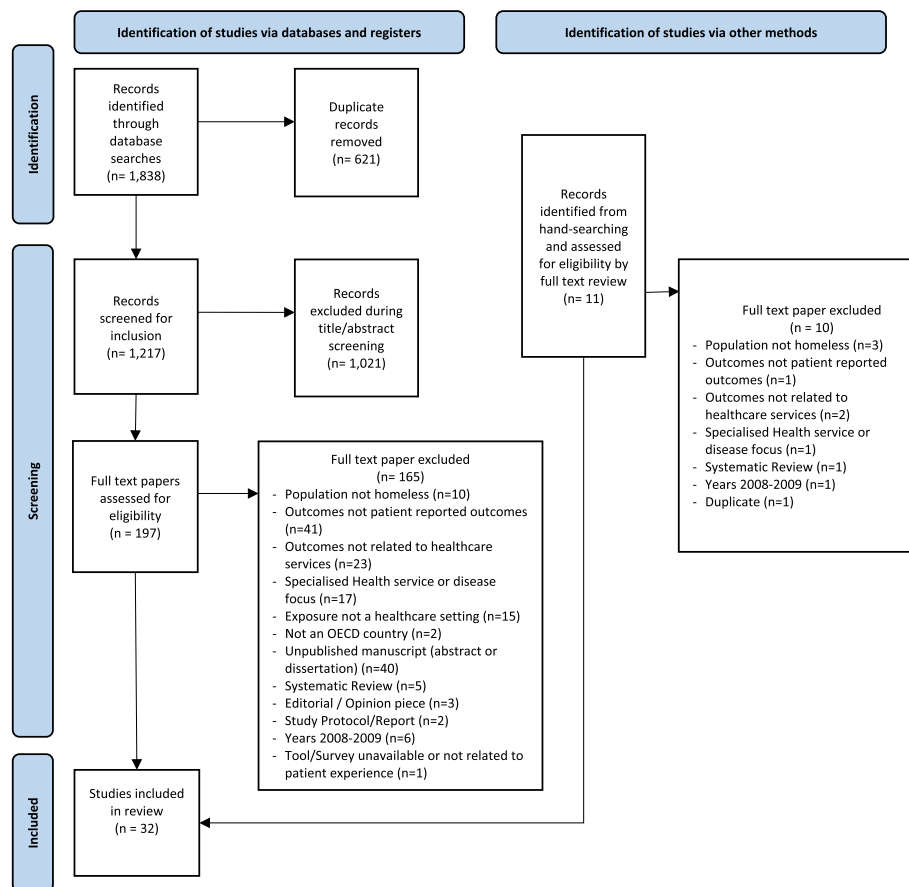 Identification of studies via databases and registers
Identification of studies via other methods
Identification
Records
identified
through
database
searches
(n= 1,838)
Duplicate
records
removed
(n= 621)
Records
identified from
hand-searching
and assessed
for eligibility by
full text review
(n= 11)
Screening
Records
screened for
inclusion
(n= 1,217)
Records
excluded during
title/abstract
screening
(n= 1,021)
Full text paper excluded
(n = 10)
- Population not homeless (n=3)
- Outcomes not patient reported
outcomes (n=1)
- Outcomes not related to
healthcare services (n=2)
- Specialised Health service or
disease focus (n=1)
- Systematic Review (n=1)
- Years 2008-2009 (n=1)
- Duplicate (n=1)
Full text papers
assessed for
eligibility
(n = 197)
Full text paper excluded
(n= 165)
- Population not homeless (n=10)
- Outcomes not patient reported outcomes
(n=41)
- Outcomes not related to healthcare
services (n=23)
- Specialised Health service or disease
focus (n=17)
- Exposure not a healthcare setting (n=15)
- Not an OECD country (n=2)
- Unpublished manuscript (abstract or
dissertation) (n=40)
- Systematic Review (n=5)
- Editorial / Opinion piece (n=3)
- Study Protocol/Report (n=2)
- Years 2008-2009 (n=6)
- Tool/Survey unavailable or not related to
patient experience (n=1)
Included
Studies included
in review
(n = 32)